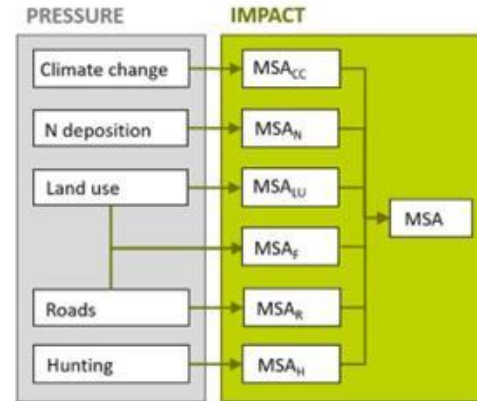 PRESSURE IMPACT
Climate change MSA_CC
N deposition MSA_N
Land use MSA_LU
MSA
MSA_F
Roads MSA_R
Hunting MSA_H